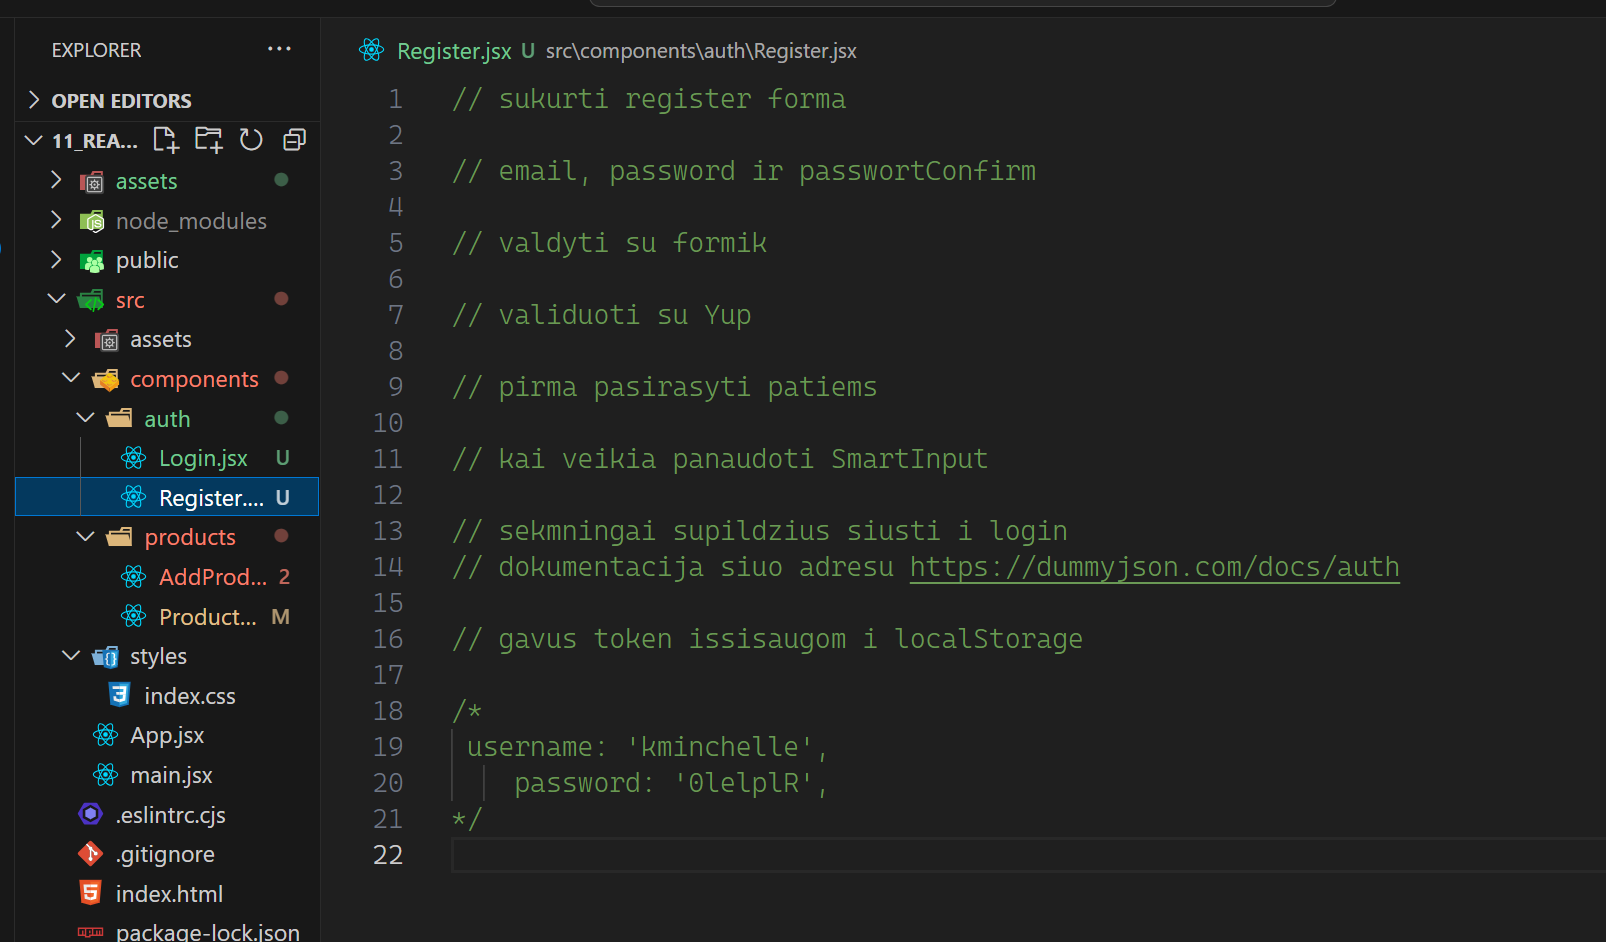 EXPLORER ...
OPEN EDITORS
11_REA...
assets
node_modules
public
src
assets
components
auth
Login.jsx U
Register.... U
products
AddProd... 2
Product... M
styles
index.css
App.jsx
main.jsx
.eslintrc.cjs
.gitignore
index.html
package-lock.json
Register.jsx U src\components\auth\Register.jsx
1 // sukurti register forma
2
3 // email, password ir passwortConfirm
4
5 // valdyti su formik
6
7 // validuoti su Yup
8
9 // pirma pasirasyti patiems
10
11 // kai veikia panaudoti SmartInput
12
13 // sekmningai supildzius siusti i login
14 // dokumentacija siuo adresu https://dummyjson.com/docs/auth
15
16 // gavus token issisaugom i localStorage
17
18 /*
19 username: 'kminchelle',
20 password: '0lelplR',
21 */
22